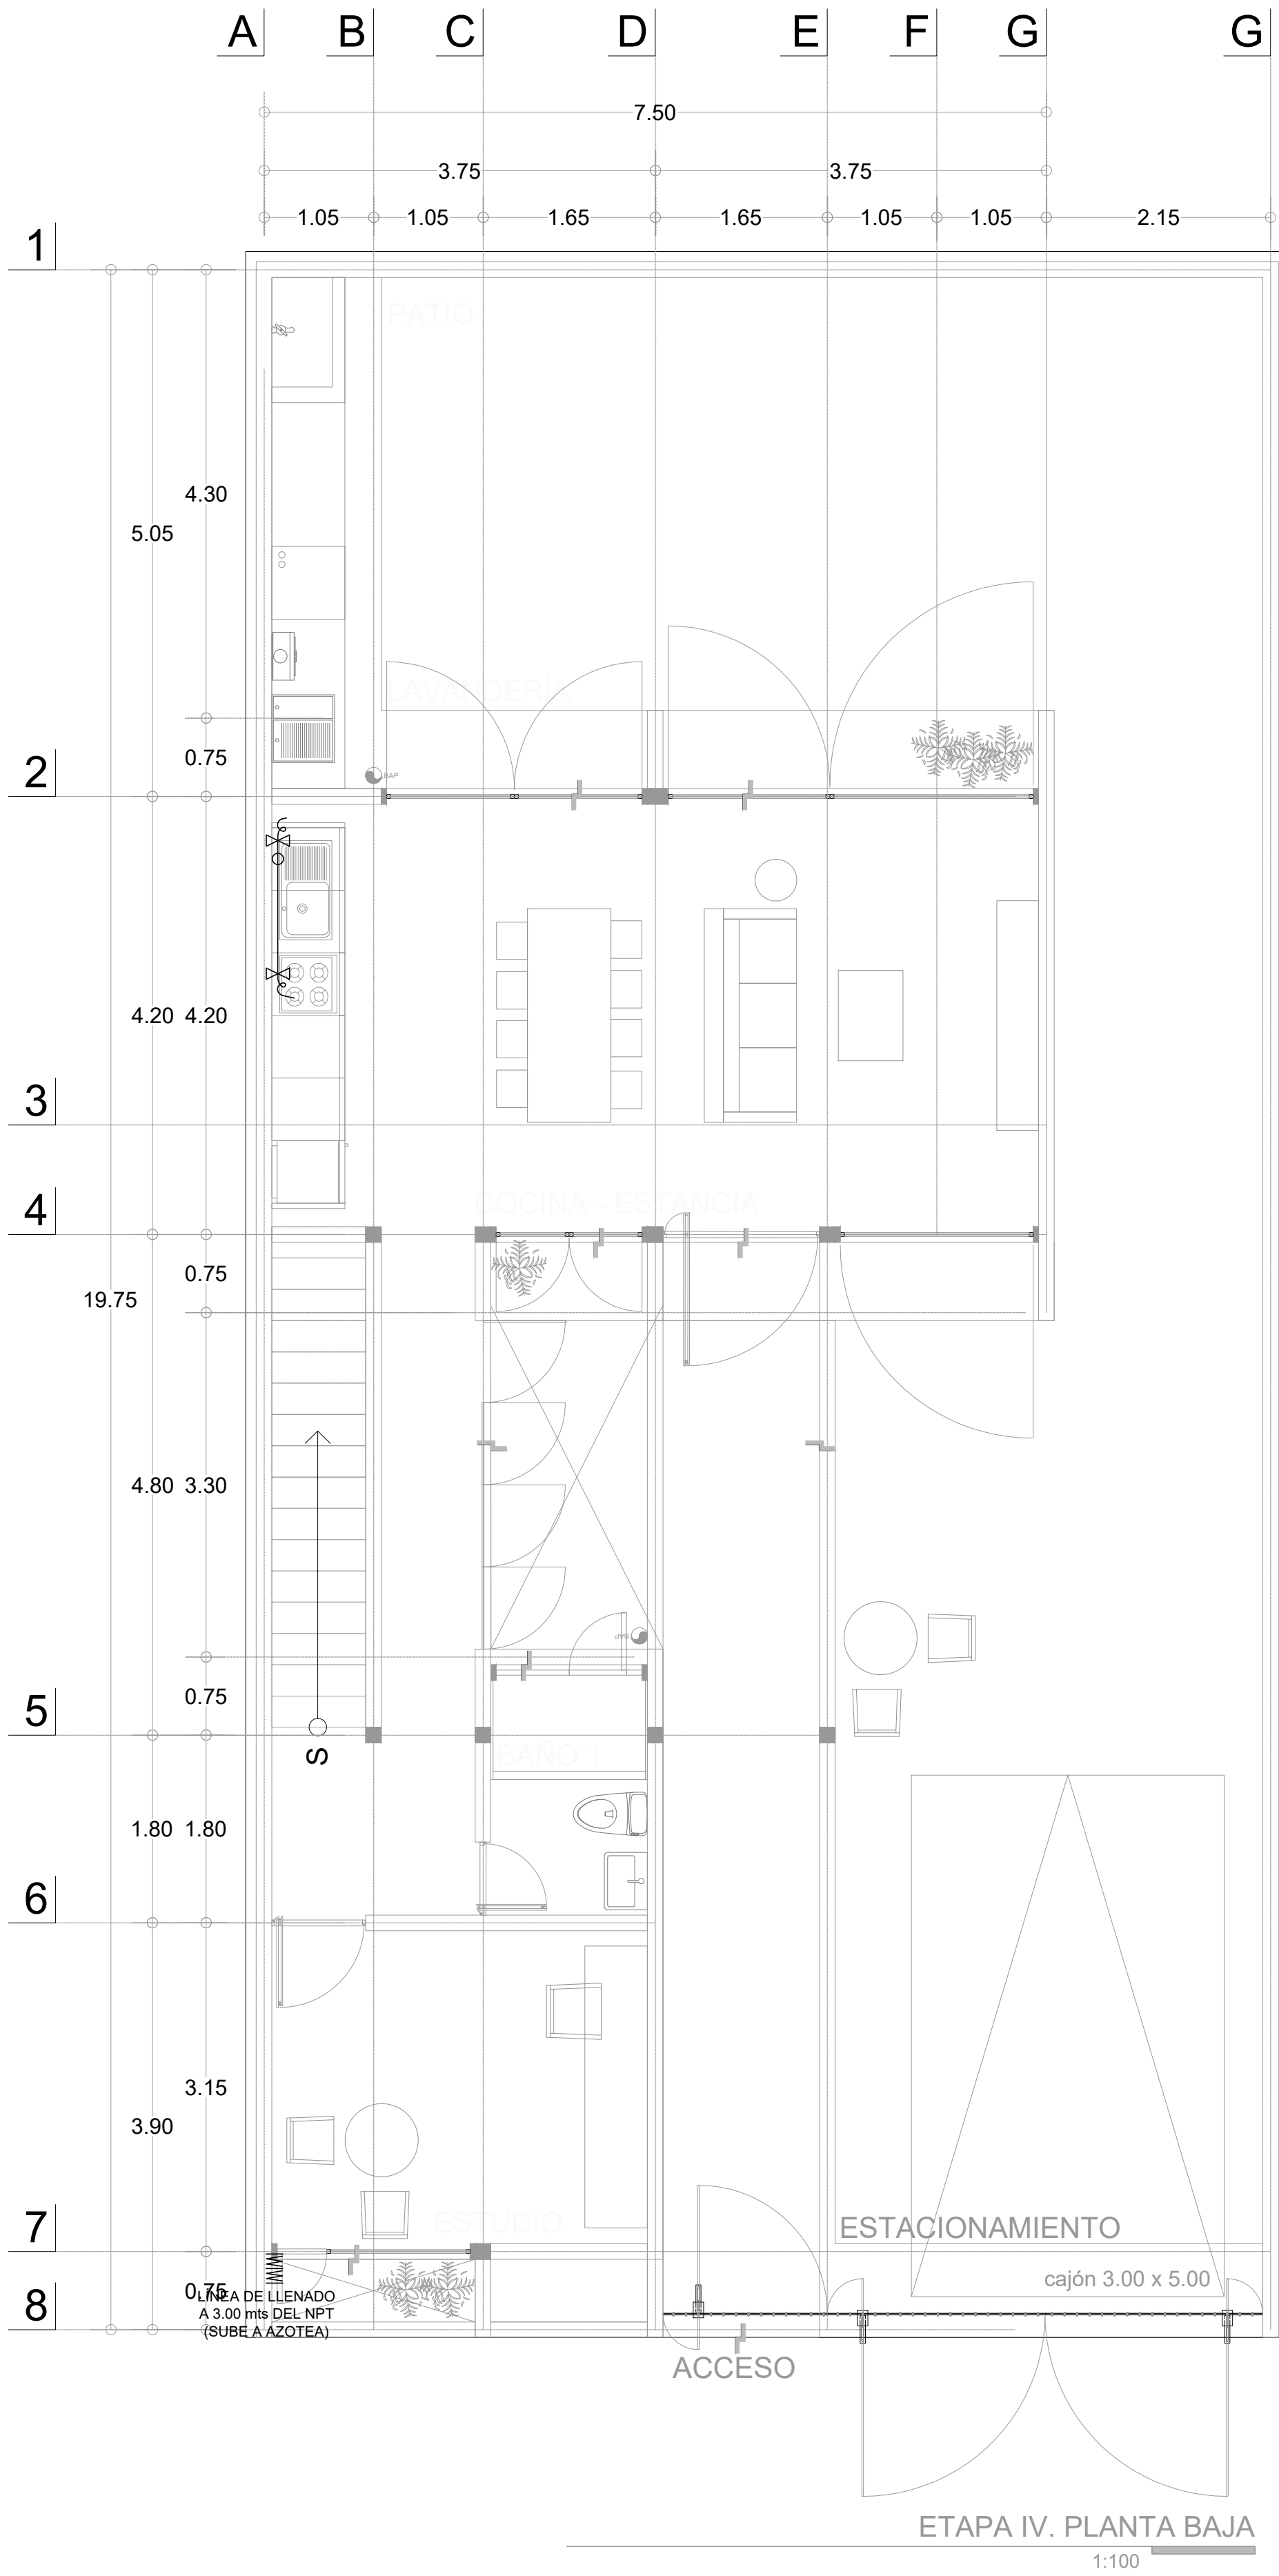 A B C D E F G G
7.50
3.75 3.75
1.05 1.05 1.65 1.65 1.05 1.05 2.15
1
PATIO
4.30
5.05
LAVANDERÍA
0.75
2
BAP
4.20 4.20
3
COCINA - ESTANCIA
4
0.75
19.75
4.80 3.30
BAP
0.75
5
S
BAÑO 1
1.80 1.80
6
3.15
3.90
7
ESTUDIO
ESTACIONAMIENTO
cajón 3.00 x 5.00
0.75
8
LÍNEA DE LLENADO
A 3.00 mts DEL NPT
(SUBE A AZOTEA)
ACCESO
ETAPA IV. PLANTA BAJA
1:100